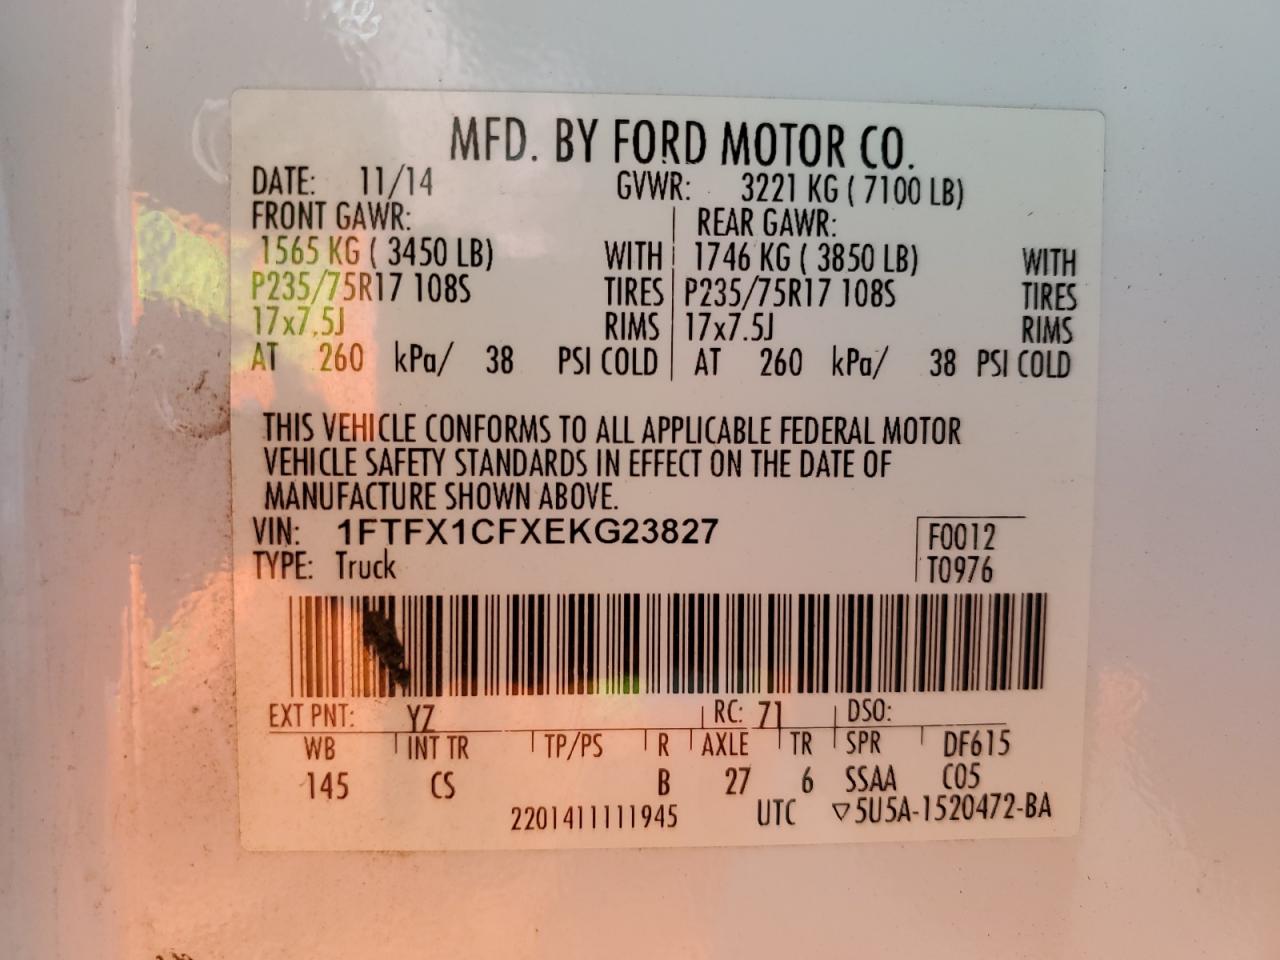 MFD. BY FORD MOTOR CO.
DATE: 11/14 GVWR: 3221 KG ( 7100 LB)
FRONT GAWR: REAR GAWR:
1565 KG ( 3450 LB) WITH 1746 KG ( 3850 LB) WITH
P235/75R17 108S TIRES P235/75R17 108S TIRES
17x7.5J RIMS 17x7.5J RIMS
AT 260 kPa/ 38 PSI COLD AT 260 kPa/ 38 PSI COLD
THIS VEHICLE CONFORMS TO ALL APPLICABLE FEDERAL MOTOR
VEHICLE SAFETY STANDARDS IN EFFECT ON THE DATE OF
MANUFACTURE SHOWN ABOVE.
VIN: 1FTFX1CFXEKG23827 F0012
TYPE: Truck T0976
EXT PNT: YZ RC: 71 DSO:
WB INT TR TP/PS R AXLE TR SPR DF615
145 CS B 27 6 SSAA C05
2201411111945 UTC ▽5U5A-1520472-BA